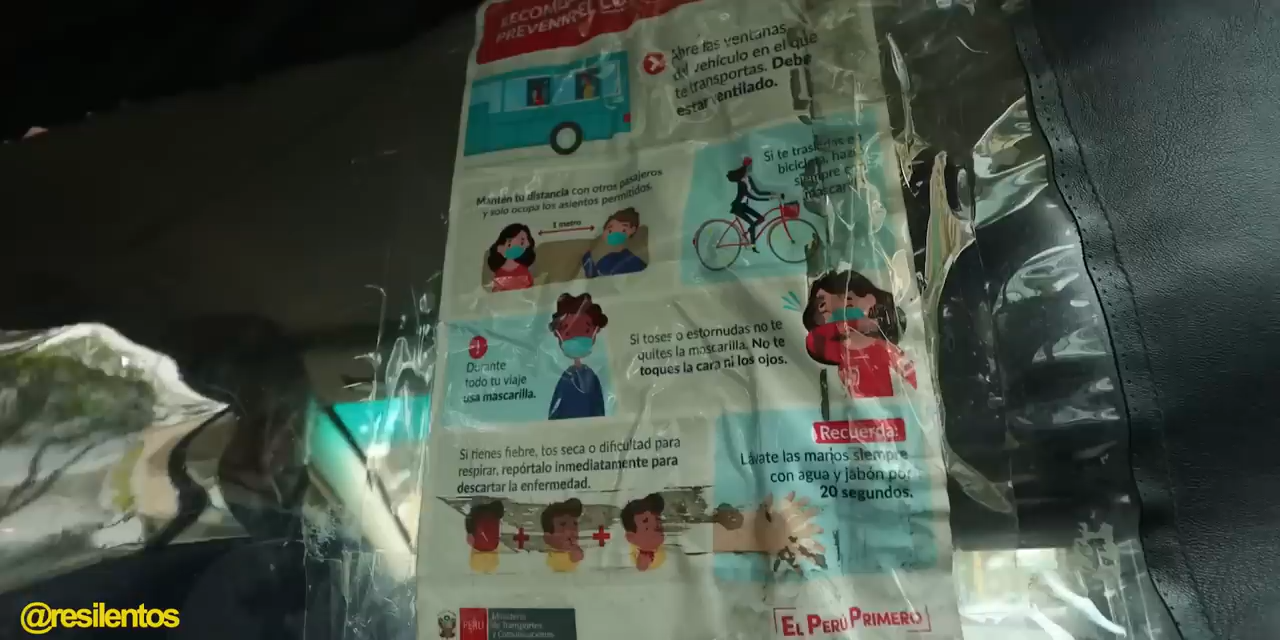 Abre las ventanas
del vehículo en el que
te transportas. Debe
estar ventilado.
Mantén tu distancia con otros pasajeros
y solo ocupa los asientos permitidos.
1 metro
Si te
bicicleta,
siempre
Durante
todo tu viaje
usa mascarilla.
Si toses o estornudas no te
quites la mascarilla. No te
toques la cara ni los ojos.
Si tienes fiebre, tos seca o dificultad para
respirar, repórtalo inmediatamente para
descartar la enfermedad.
Recuerda:
Lávate las manos siempre
con agua y jabón por
20 segundos.
PERÚ
Ministerio
de Transportes
y Comunicaciones
EL PERÚ PRIMERO
@resilentos